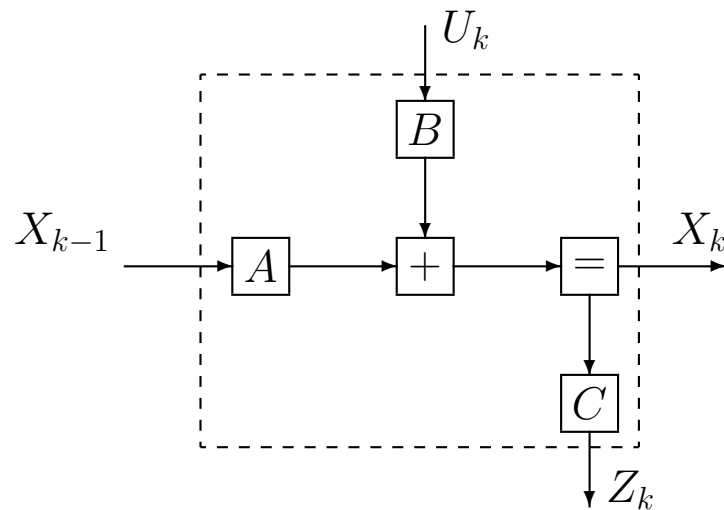 U_k
B
X_{k-1}
A
+
=
X_k
C
Z_k